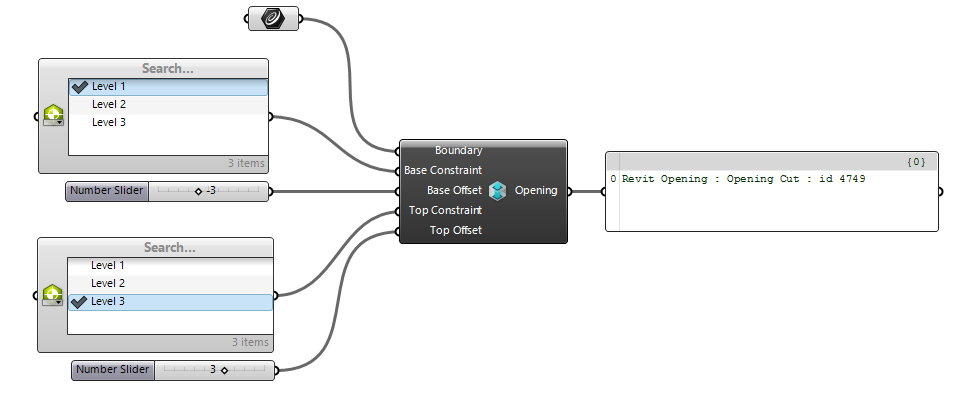 Search...
Level 1
Level 2
Level 3
3 items
Number Slider -3
Search...
Level 1
Level 2
Level 3
3 items
Number Slider 3
Boundary
Base Constraint
Base Offset
Top Constraint
Top Offset
Opening
{0}
0 Revit Opening : Opening Cut : id 4749